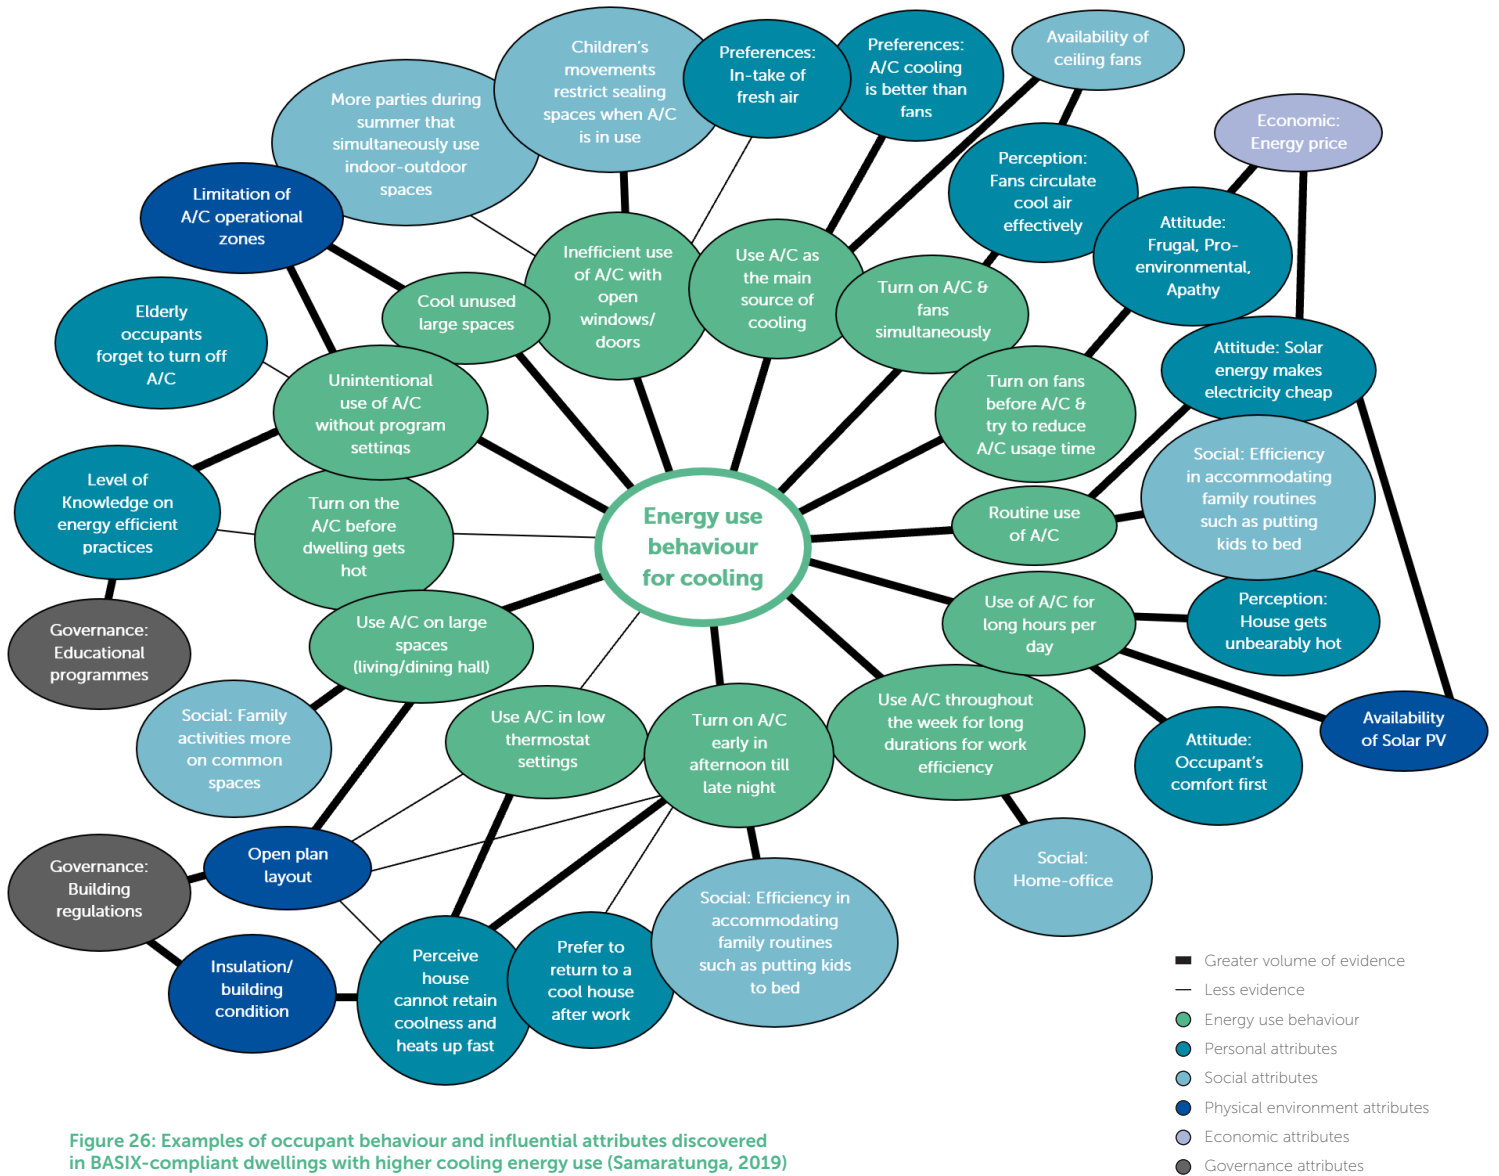 Children's
movements
restrict sealing
spaces when A/C
is in use
Preferences:
In-take of
fresh air
Preferences:
A/C cooling
is better than
fans
Availability of
ceiling fans
More parties during
summer that
simultaneously use
indoor-outdoor
spaces
Economic:
Energy price
Perception:
Fans circulate
cool air
effectively
Limitation of
A/C operational
zones
Attitude:
Frugal, Pro-
environmental,
Apathy
Inefficient use
of A/C with
open
windows/
doors
Use A/C as
the main
source of
cooling
Turn on A/C &
fans
simultaneously
Cool unused
large spaces
Elderly
occupants
forget to turn off
A/C
Attitude: Solar
energy makes
electricity cheap
Unintentional
use of A/C
without program
settings
Turn on fans
before A/C &
try to reduce
A/C usage time
Level of
Knowledge on
energy efficient
practices
Turn on the
A/C before
dwelling gets
hot
Energy use
behaviour
for cooling
Routine use
of A/C
Social: Efficiency
in accommodating
family routines
such as putting
kids to bed
Governance:
Educational
programmes
Use A/C on large
spaces
(living/dining hall)
Use of A/C for
long hours per
day
Perception:
House gets
unbearably hot
Social: Family
activities more
on common
spaces
Use A/C in low
thermostat
settings
Turn on A/C
early in
afternoon till
late night
Use A/C throughout
the week for long
durations for work
efficiency
Attitude:
Occupant's
comfort first
Availability
of Solar PV
Governance:
Building
regulations
Open plan
layout
Social:
Home-office
Insulation/
building
condition
Perceive
house
cannot retain
coolness and
heats up fast
Prefer to
return to a
cool house
after work
Social: Efficiency in
accommodating
family routines
such as putting kids
to bed
Greater volume of evidence
Less evidence
Energy use behaviour
Personal attributes
Social attributes
Physical environment attributes
Economic attributes
Governance attributes
Figure 26: Examples of occupant behaviour and influential attributes discovered
in BASIX-compliant dwellings with higher cooling energy use (Samaratunga, 2019)